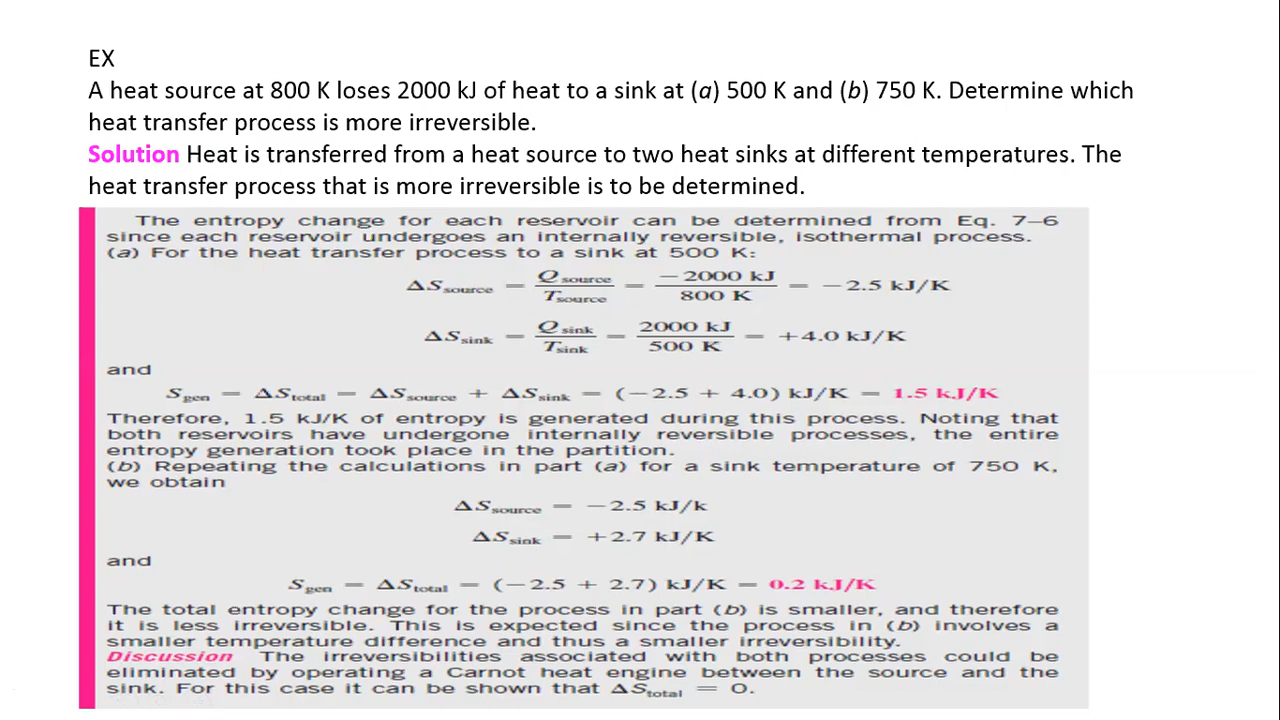 EX
A heat source at 800 K loses 2000 kJ of heat to a sink at (a) 500 K and (b) 750 K. Determine which
heat transfer process is more irreversible.
Solution Heat is transferred from a heat source to two heat sinks at different temperatures. The
heat transfer process that is more irreversible is to be determined.
The entropy change for each reservoir can be determined from Eq. 7–6
since each reservoir undergoes an internally reversible, isothermal process.
(a) For the heat transfer process to a sink at 500 K:
ΔS_source = Q_source / T_source = −2000 kJ / 800 K = −2.5 kJ/K
ΔS_sink = Q_sink / T_sink = 2000 kJ / 500 K = +4.0 kJ/K
and
S_gen = ΔS_total = ΔS_source + ΔS_sink = (−2.5 + 4.0) kJ/K = 1.5 kJ/K
Therefore, 1.5 kJ/K of entropy is generated during this process. Noting that
both reservoirs have undergone internally reversible processes, the entire
entropy generation took place in the partition.
(b) Repeating the calculations in part (a) for a sink temperature of 750 K,
we obtain
ΔS_source = −2.5 kJ/k
ΔS_sink = +2.7 kJ/K
and
S_gen = ΔS_total = (−2.5 + 2.7) kJ/K = 0.2 kJ/K
The total entropy change for the process in part (b) is smaller, and therefore
it is less irreversible. This is expected since the process in (b) involves a
smaller temperature difference and thus a smaller irreversibility.
Discussion The irreversibilities associated with both processes could be
eliminated by operating a Carnot heat engine between the source and the
sink. For this case it can be shown that ΔS_total = 0.